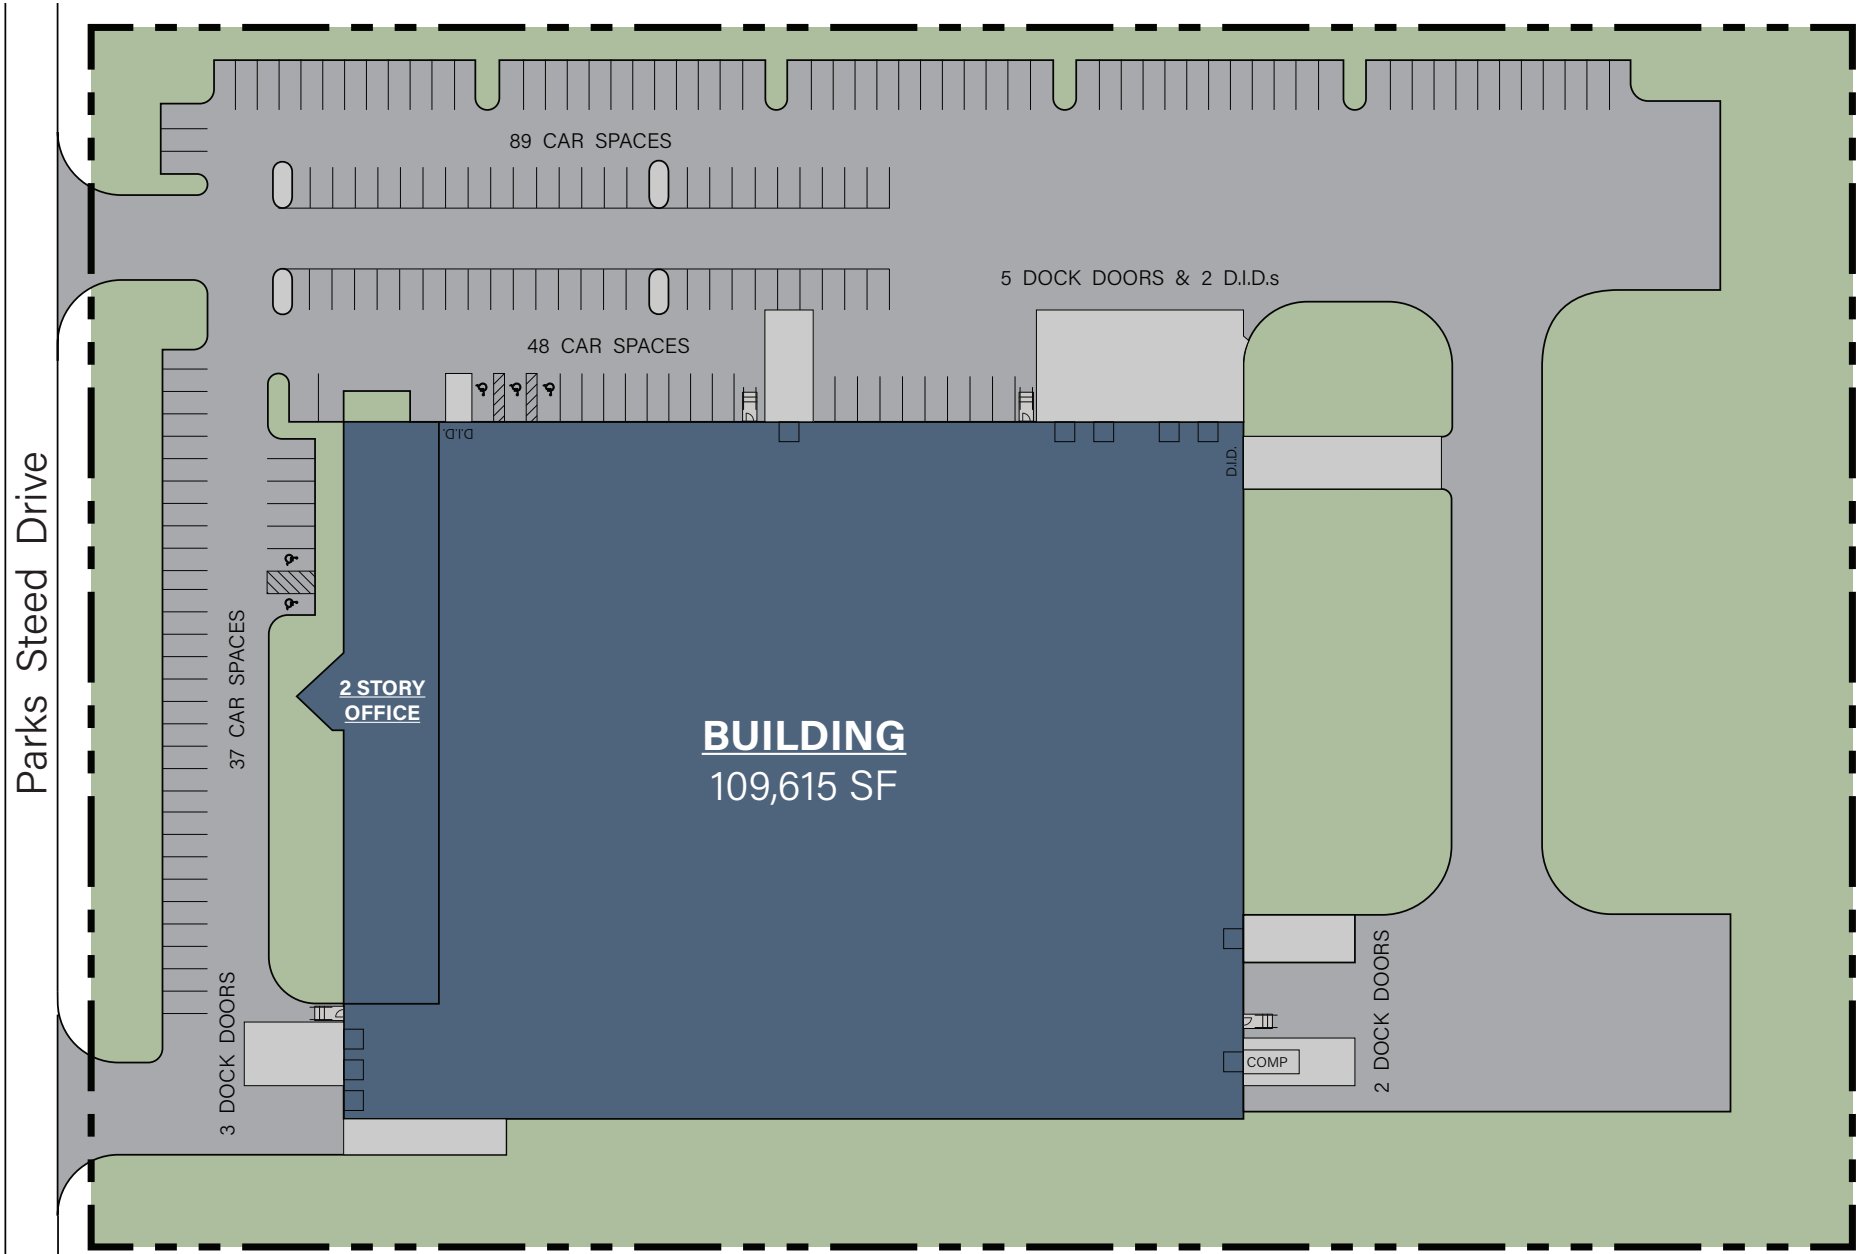 89 CAR SPACES
5 DOCK DOORS & 2 D.I.D.s
48 CAR SPACES
D.I.D.
D.I.D.
Parks Steed Drive
37 CAR SPACES
2 STORY
OFFICE
BUILDING
109,615 SF
3 DOCK DOORS
2 DOCK DOORS
COMP